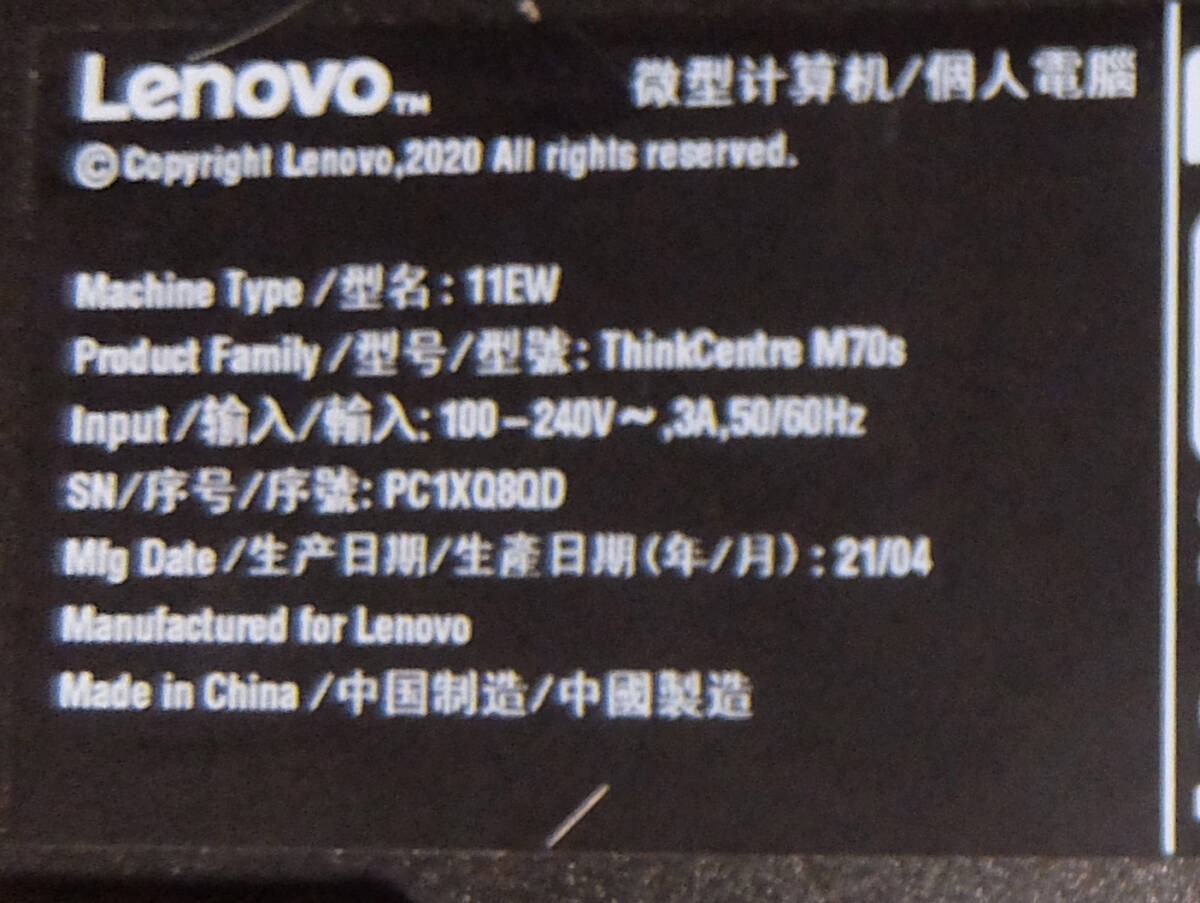 Lenovo™ 微型计算机/個人電腦
©Copyright Lenovo,2020 All rights reserved.
Machine Type /型名: 11EW
Product Family /型号/型號: ThinkCentre M70s
Input /输入/輸入: 100–240V～,3A,50/60Hz
SN/序号/序號: PC1XQ8QD
Mfg Date /生产日期/生產日期(年/月) : 21/04
Manufactured for Lenovo
Made in China /中国制造/中國製造